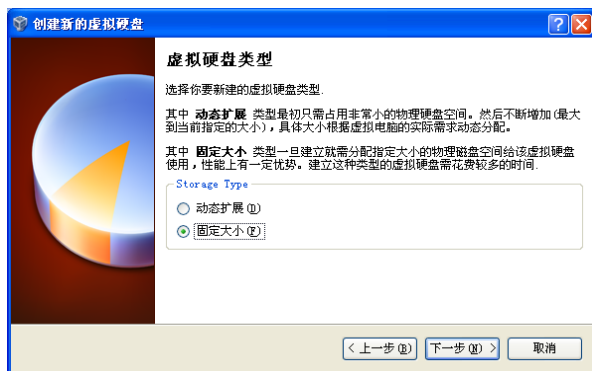 创建新的虚拟硬盘
虚拟硬盘类型
选择你要新建的虚拟硬盘类型.
其中 动态扩展 类型最初只需占用非常小的物理硬盘空间。然后不断增加(最大
到当前指定的大小)，具体大小根据虚拟电脑的实际需求动态分配。
其中 固定大小 类型一旦建立就需分配指定大小的物理磁盘空间给该虚拟硬盘
使用，性能上有一定优势。建立这种类型的虚拟硬盘需花费较多的时间.
Storage Type
动态扩展(D)
固定大小(F)
< 上一步(B) 下一步(N) > 取消